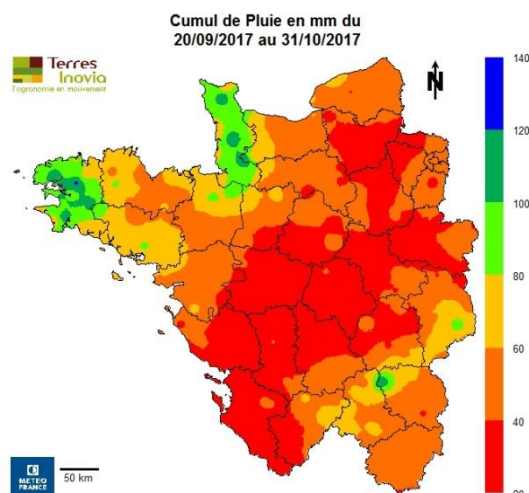 Cumul de Pluie en mm du
20/09/2017 au 31/10/2017
Terres
Inovia
l'agronomie en mouvement
N
140
120
100
80
60
40
20
METEO
FRANCE
50 km